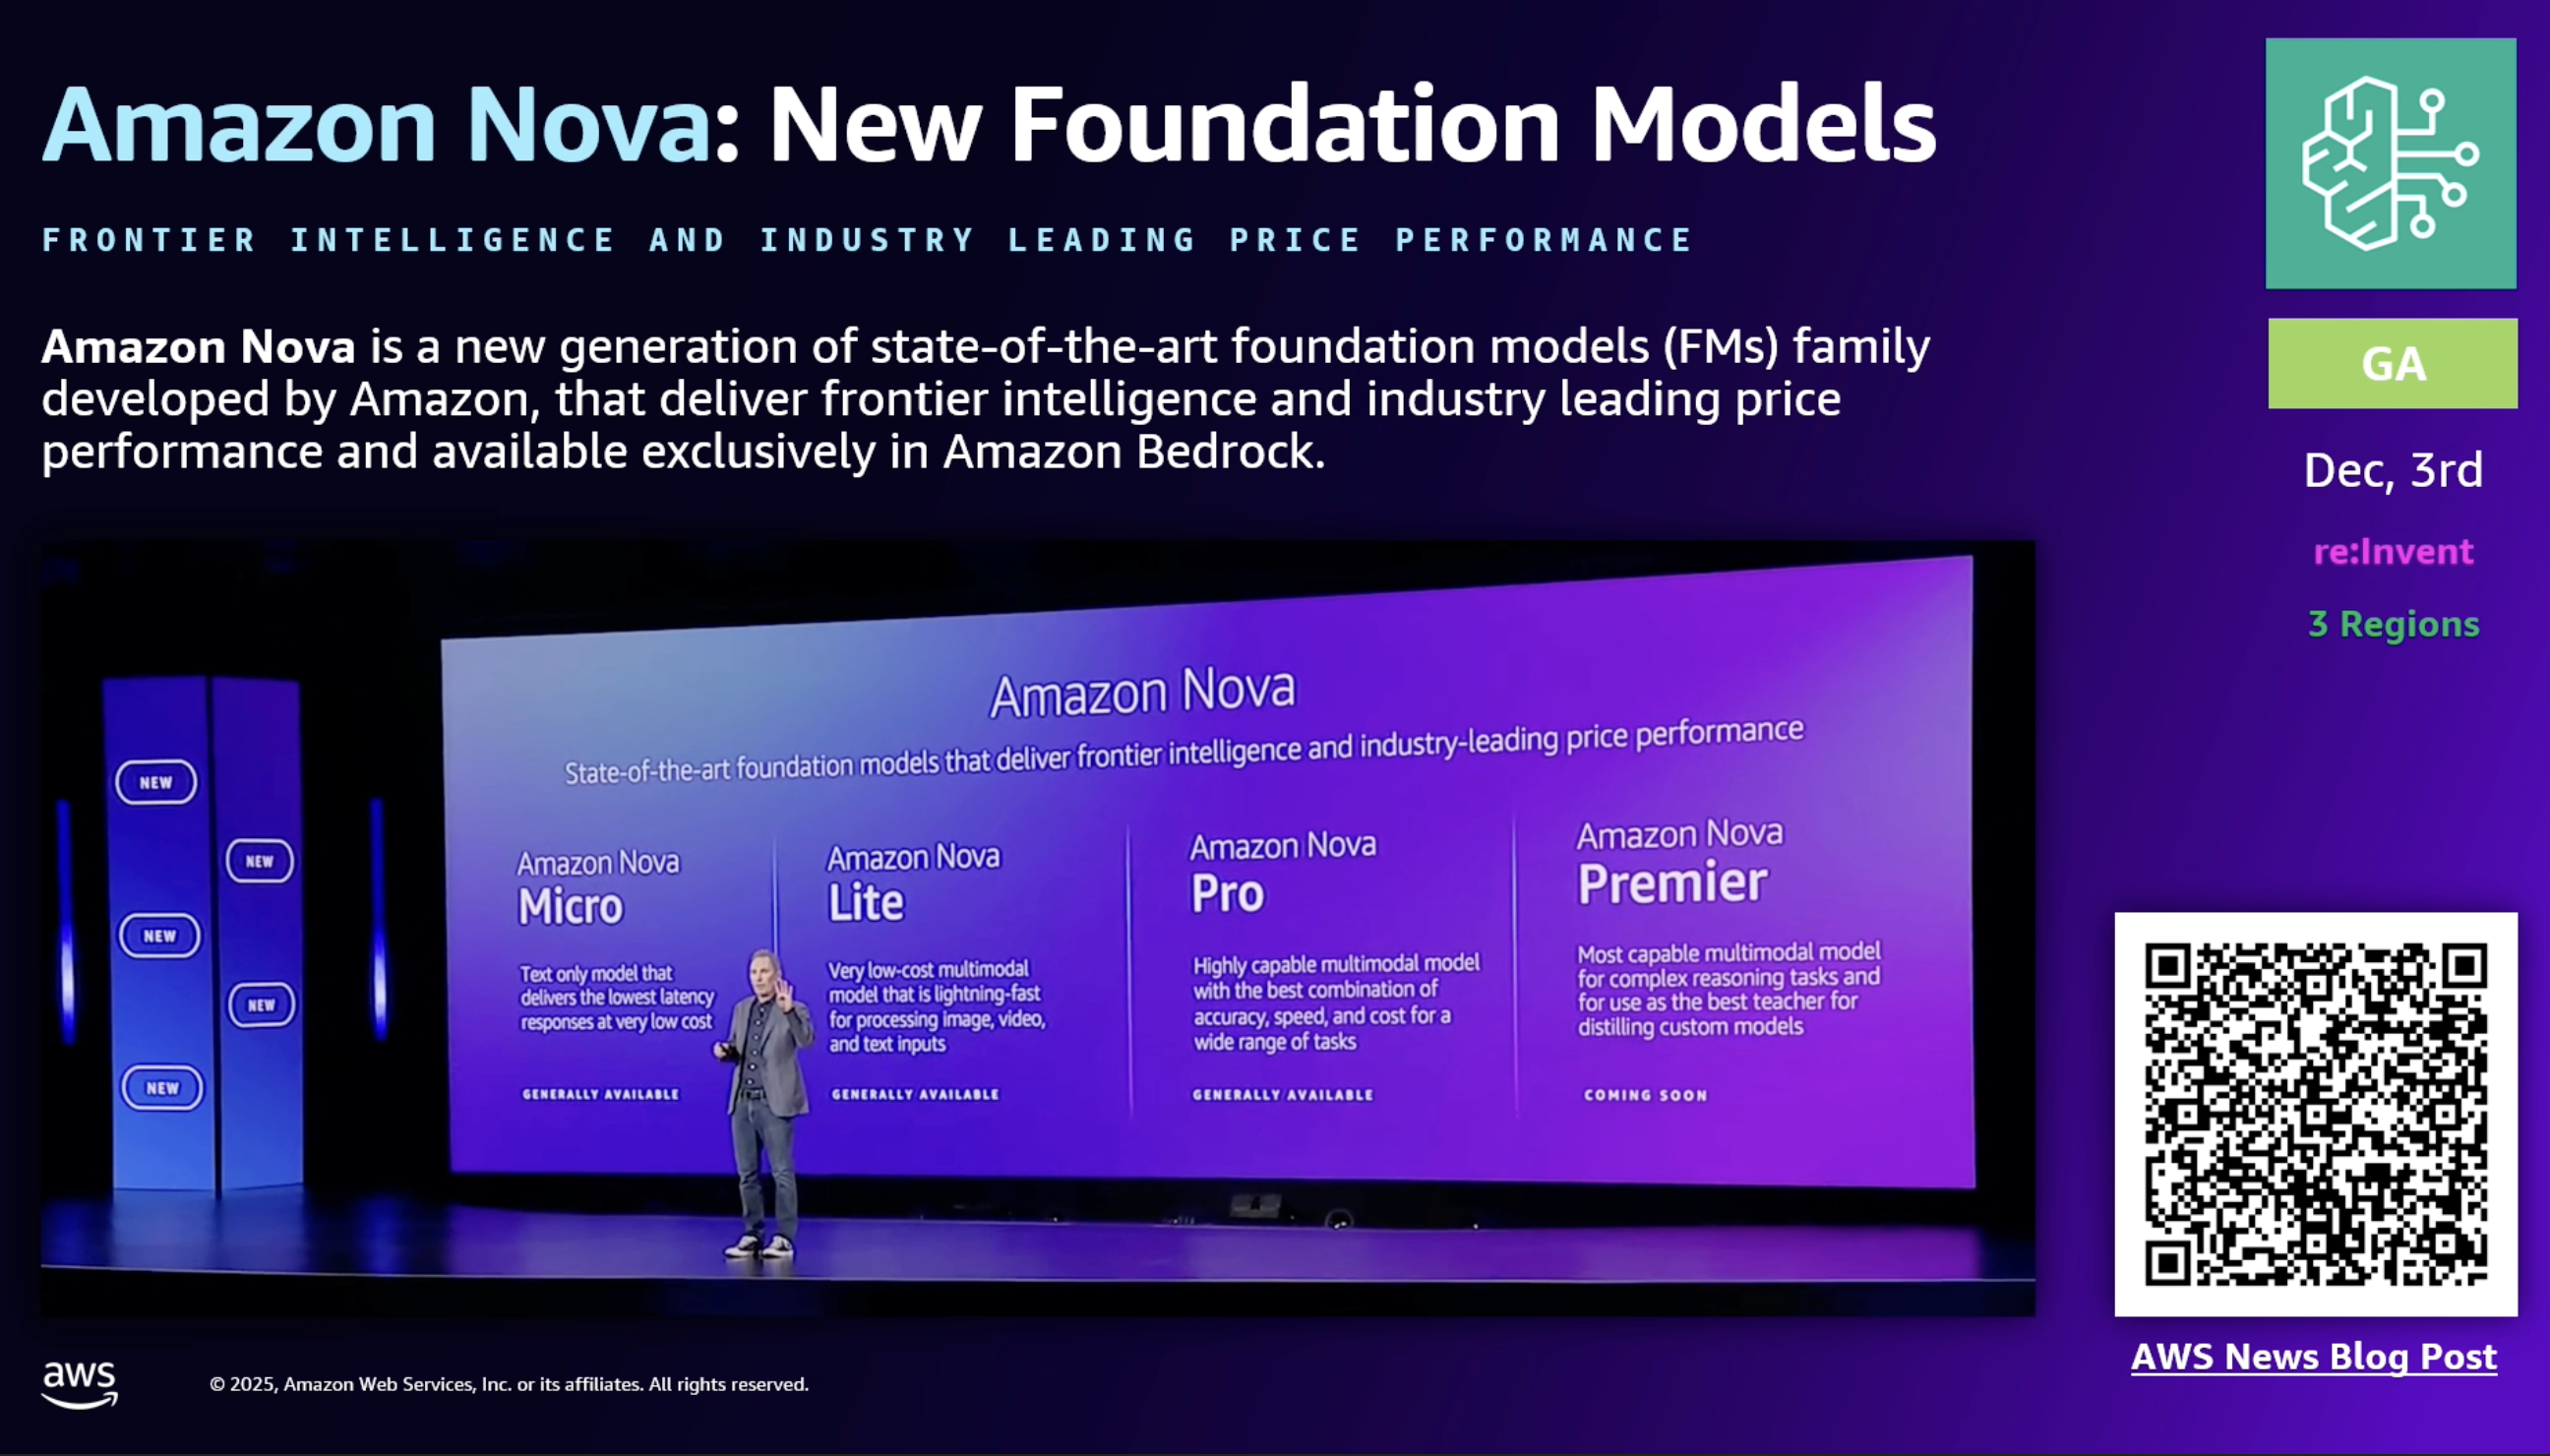 Amazon Nova: New Foundation Models
FRONTIER INTELLIGENCE AND INDUSTRY LEADING PRICE PERFORMANCE
Amazon Nova is a new generation of state-of-the-art foundation models (FMs) family
developed by Amazon, that deliver frontier intelligence and industry leading price
performance and available exclusively in Amazon Bedrock.
GA
Dec, 3rd
re:Invent
3 Regions
NEW
NEW
NEW
NEW
NEW
Amazon Nova
State-of-the-art foundation models that deliver frontier intelligence and industry-leading price performance
Amazon Nova
Micro
Text only model that
delivers the lowest latency
responses at very low cost
GENERALLY AVAILABLE
Amazon Nova
Lite
Very low-cost multimodal
model that is lightning-fast
for processing image, video,
and text inputs
GENERALLY AVAILABLE
Amazon Nova
Pro
Highly capable multimodal model
with the best combination of
accuracy, speed, and cost for a
wide range of tasks
GENERALLY AVAILABLE
Amazon Nova
Premier
Most capable multimodal model
for complex reasoning tasks and
for use as the best teacher for
distilling custom models
COMING SOON
AWS News Blog Post
aws
© 2025, Amazon Web Services, Inc. or its affiliates. All rights reserved.